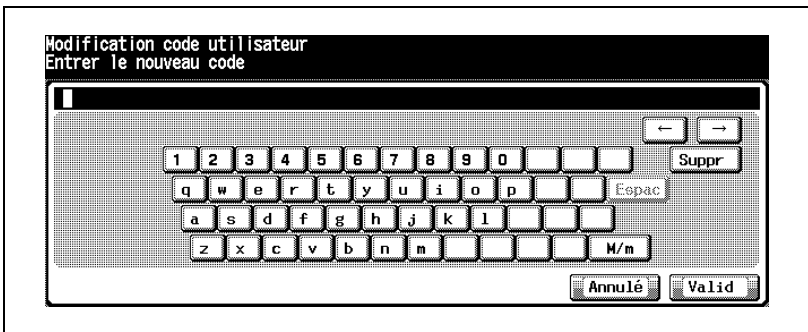 Modification code utilisateur
Entrer le nouveau code
← →
1 2 3 4 5 6 7 8 9 0 Suppr
q w e r t y u i o p Espac
a s d f g h j k l
z x c v b n m M/m
Annulé Valid